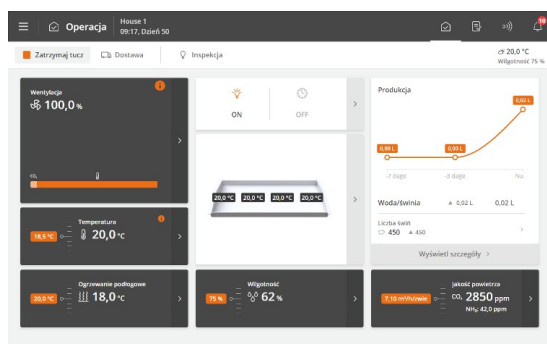 Operacja
House 1
09:17, Dzień 50
10
Zatrzymaj tucz
Dostawa
Inspekcja
20,0 °C
Wilgotność 75 %
Wentylacja
100,0 %
CO₂
ON
OFF
20,0 °C 20,0 °C 20,0 °C 20,0 °C
Produkcja
0,02 L
0,00 L
0,00 L
-7 dage
-3 dage
Nu
Woda/świnia
0,02 L
0,02 L
Liczba świń
450
450
Wyświetl szczegóły
Temperatura
18,5 °C
20,0 °C
Ogrzewanie podłogowe
20,0 °C
18,0 °C
Wilgotność
75 %
62 %
jakość powietrza
7,10 m³/h/zwie
CO₂ 2850 ppm
NH₃: 42,0 ppm